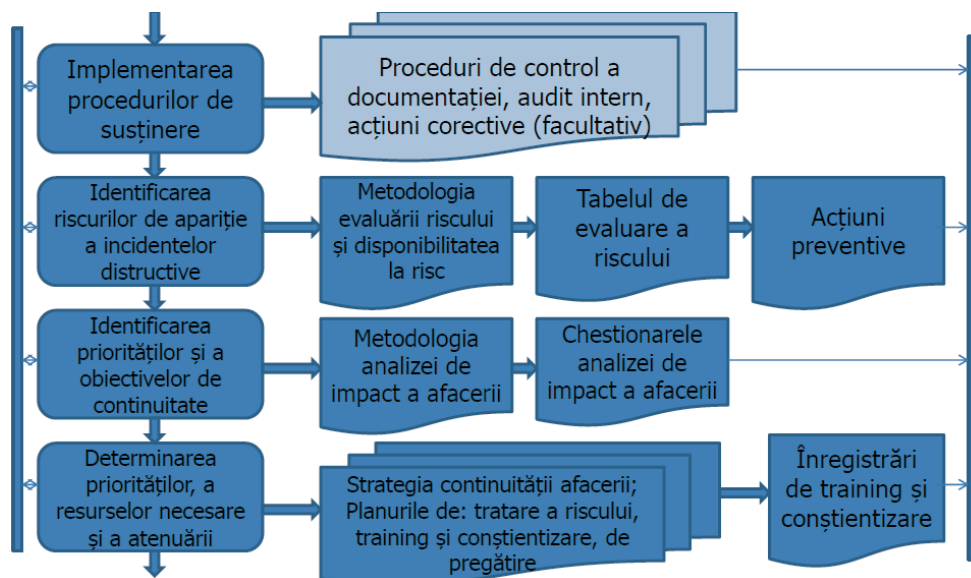 Implementarea
procedurilor de
susținere
Proceduri de control a
documentației, audit intern,
acțiuni corective (facultativ)
Identificarea
riscurilor de apariție
a incidentelor
distructive
Metodologia
evaluării riscului
și disponibilitatea
la risc
Tabelul de
evaluare a
riscului
Acțiuni
preventive
Identificarea
priorităților și a
obiectivelor de
continuitate
Metodologia
analizei de
impact a afacerii
Chestionarele
analizei de
impact a afacerii
Determinarea
priorităților, a
resurselor necesare
și a atenuării
Strategia continuității afacerii;
Planurile de: tratare a riscului,
training și conștientizare, de
pregătire
Înregistrări
de training și
conștientizare